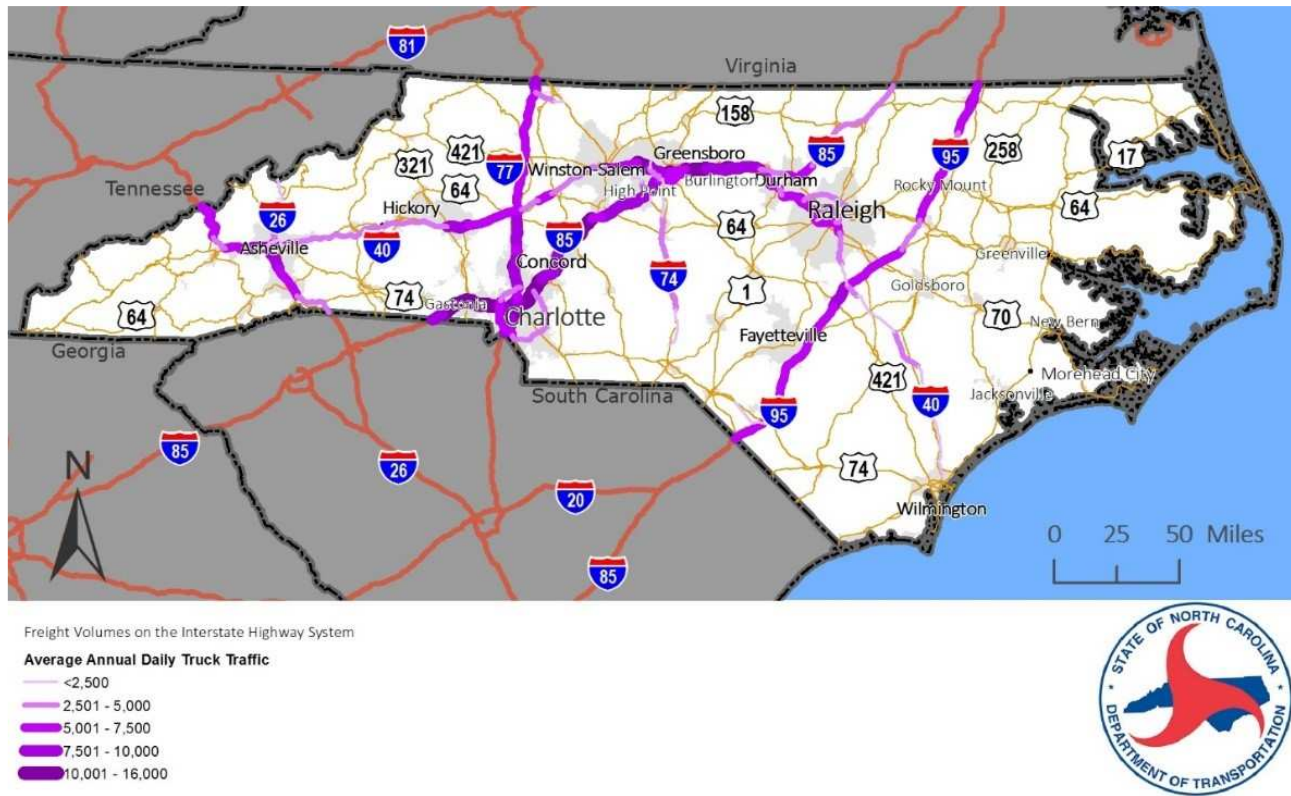 81
Virginia
158
421
321
Greensboro
85
258
77
Winston-Salem
95
17
Tennessee
64
High Point
Burlington
Durham
Rocky Mount
Hickory
Raleigh
64
26
64
40
85
Asheville
Concord
74
Greenville
74
Gastonia
1
Goldsboro
64
Charlotte
70
New Bern
Georgia
Fayetteville
421
Morehead City
South Carolina
Jacksonville
95
40
85
N
26
74
20
Wilmington
0 25 50 Miles
85
Freight Volumes on the Interstate Highway System
Average Annual Daily Truck Traffic
<2,500
2,501 - 5,000
5,001 - 7,500
7,501 - 10,000
10,001 - 16,000
STATE OF NORTH CAROLINA
DEPARTMENT OF TRANSPORTATION